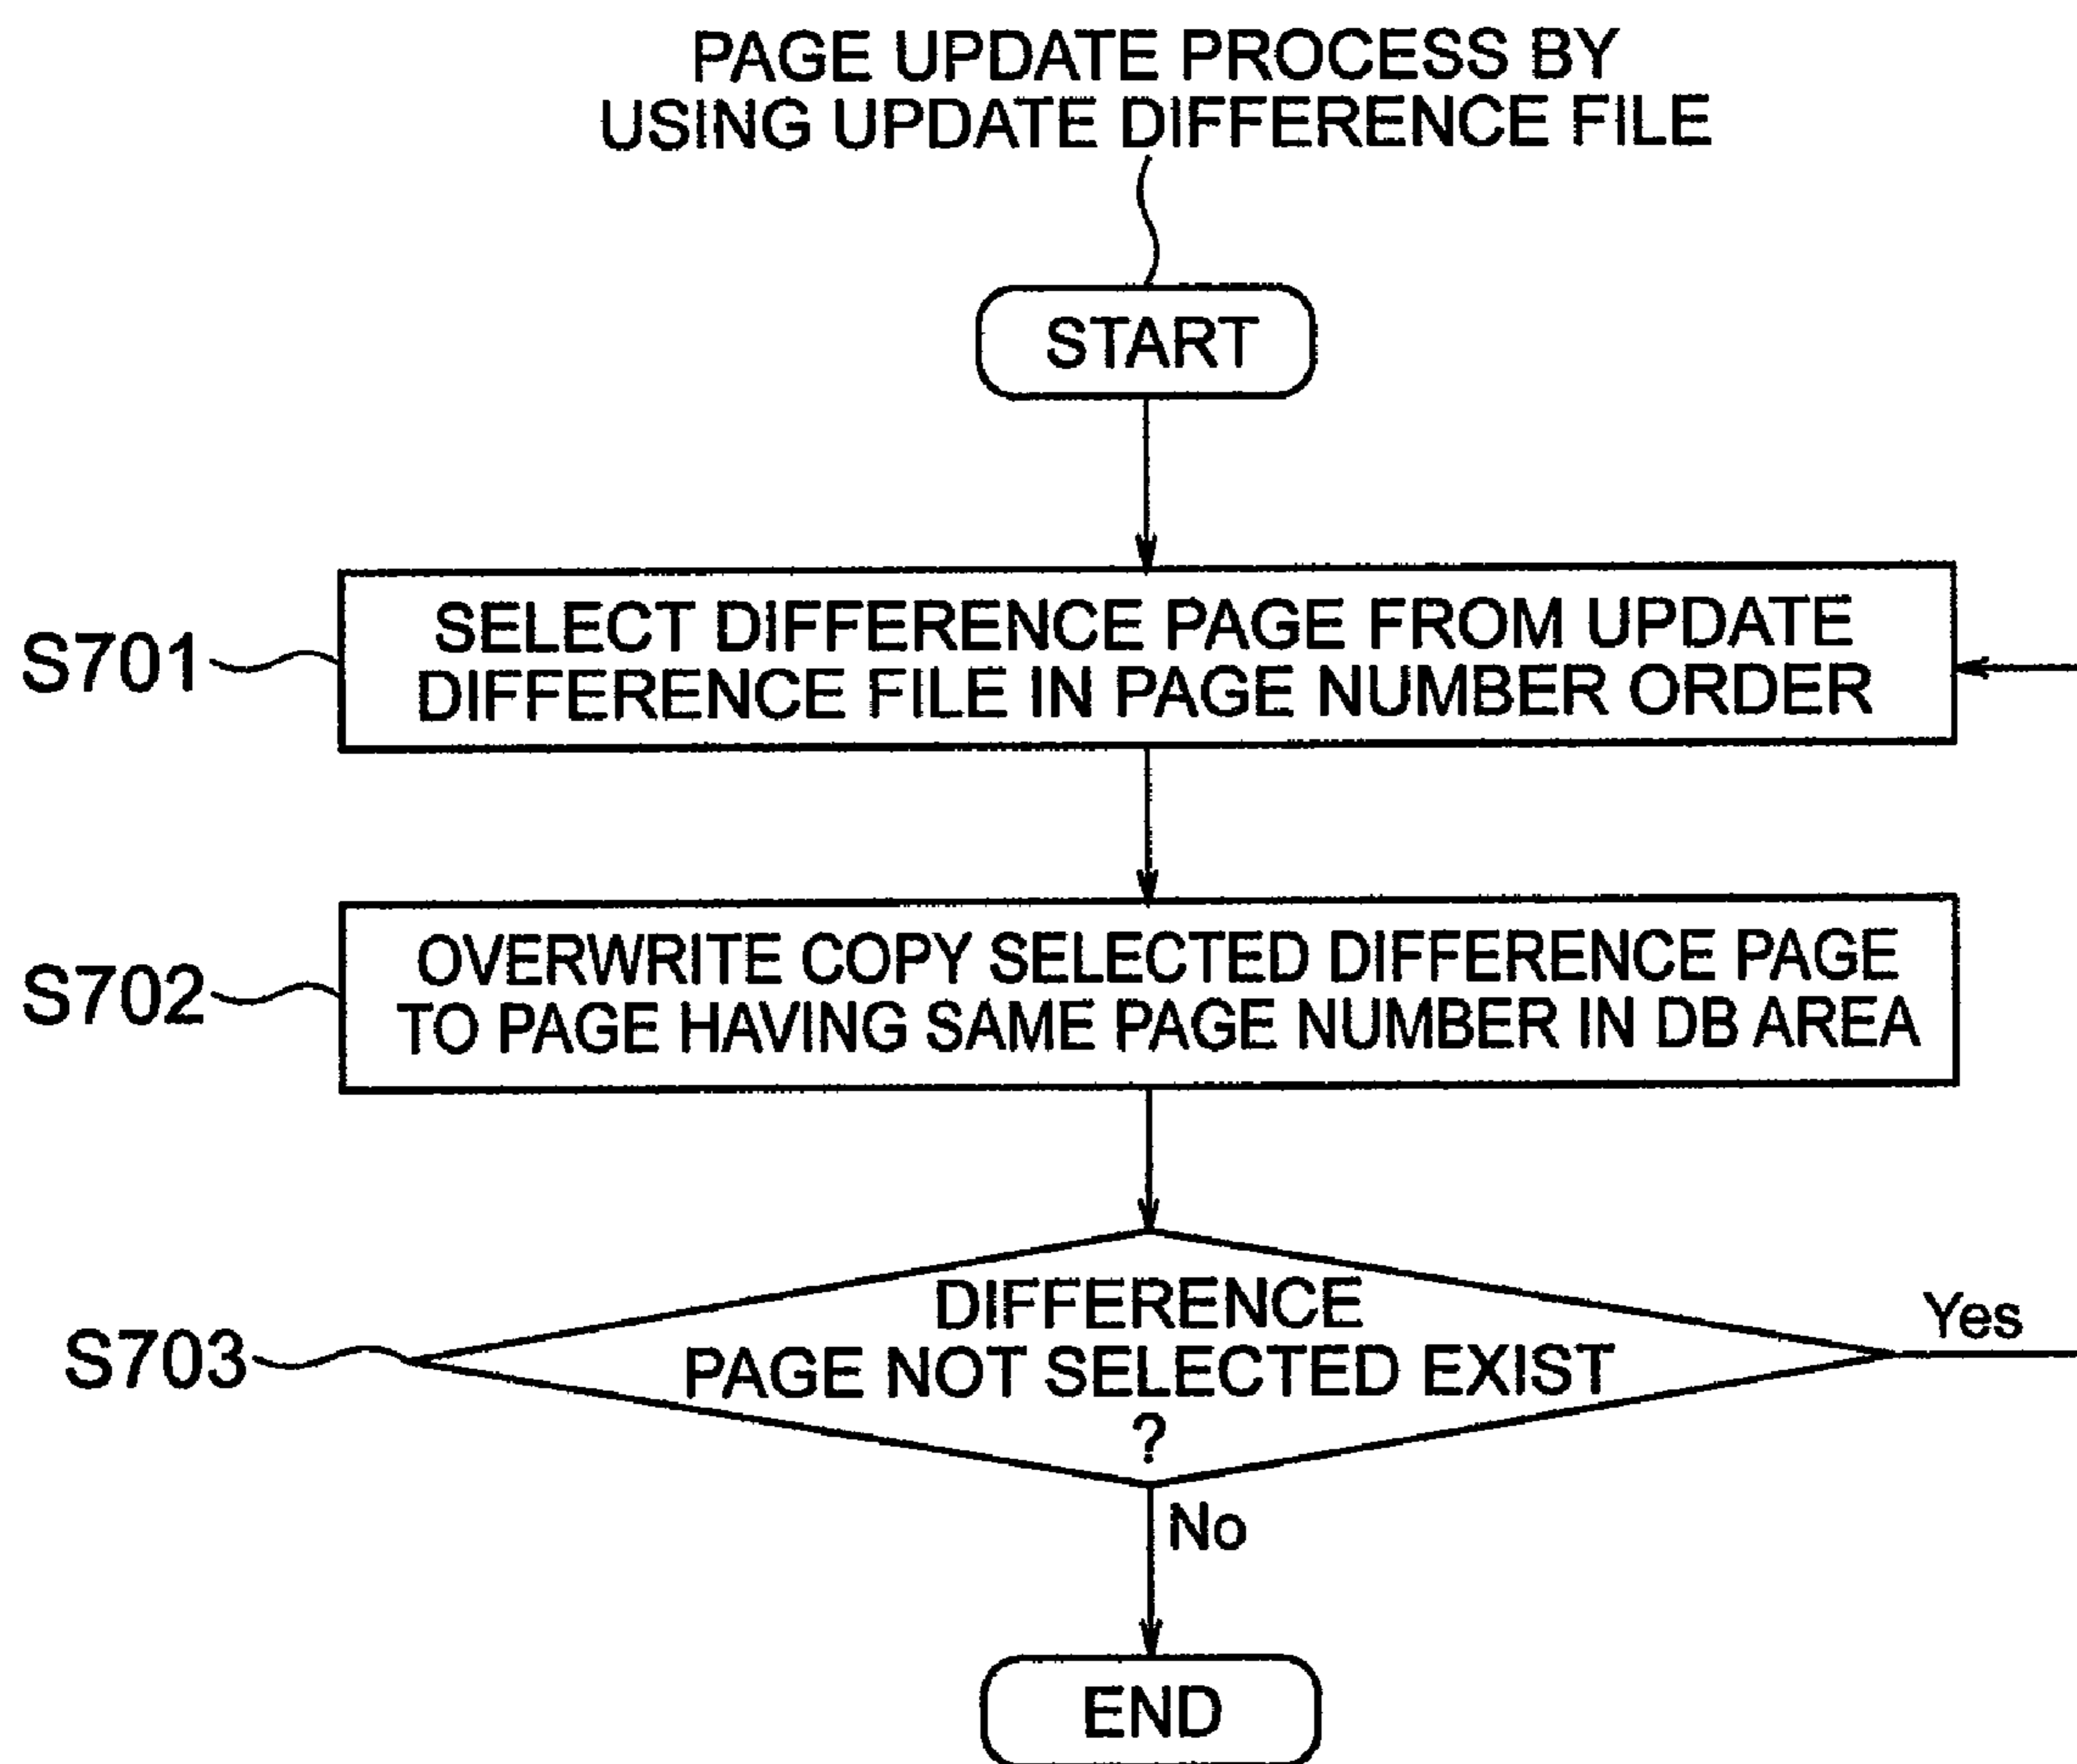 PAGE UPDATE PROCESS BY
USING UPDATE DIFFERENCE FILE
START
S701
SELECT DIFFERENCE PAGE FROM UPDATE
DIFFERENCE FILE IN PAGE NUMBER ORDER
S702
OVERWRITE COPY SELECTED DIFFERENCE PAGE
TO PAGE HAVING SAME PAGE NUMBER IN DB AREA
S703
DIFFERENCE
PAGE NOT SELECTED EXIST
?
Yes
No
END